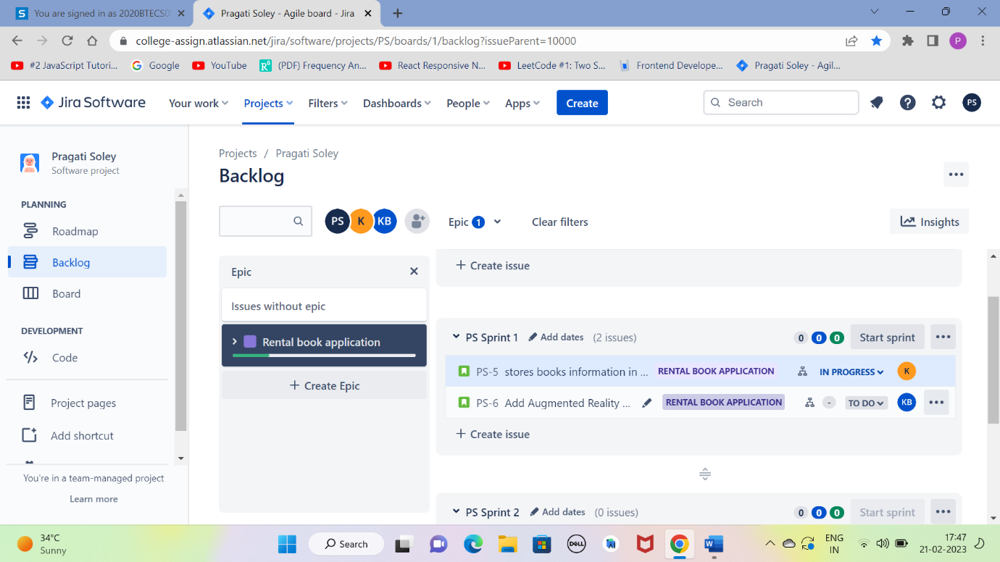 You are signed in as 2020BTECS0
Pragati Soley - Agile board - Jira
college-assign.atlassian.net/jira/software/projects/PS/boards/1/backlog?issueParent=10000
P
#2 JavaScript Tutori...
Google
YouTube
(PDF) Frequency An...
React Responsive N...
LeetCode #1: Two S...
Frontend Develope...
Pragati Soley - Agil...
Jira Software
Your work
Projects
Filters
Dashboards
People
Apps
Create
Search
PS
Pragati Soley
Software project
PLANNING
Roadmap
Backlog
Board
DEVELOPMENT
Code
Project pages
Add shortcut
You're in a team-managed project
Learn more
Projects / Pragati Soley
Backlog
PS K KB
Epic 1
Clear filters
Insights
Epic
Issues without epic
Rental book application
+ Create Epic
+ Create issue
PS Sprint 1 Add dates (2 issues) 0 0 0 Start sprint
PS-5 stores books information in ... RENTAL BOOK APPLICATION IN PROGRESS K
PS-6 Add Augmented Reality ... RENTAL BOOK APPLICATION - TO DO KB
+ Create issue
PS Sprint 2 Add dates (0 issues) 0 0 0 Start sprint
34°C
Sunny
Search
DELL
ENG
IN
17:47
21-02-2023